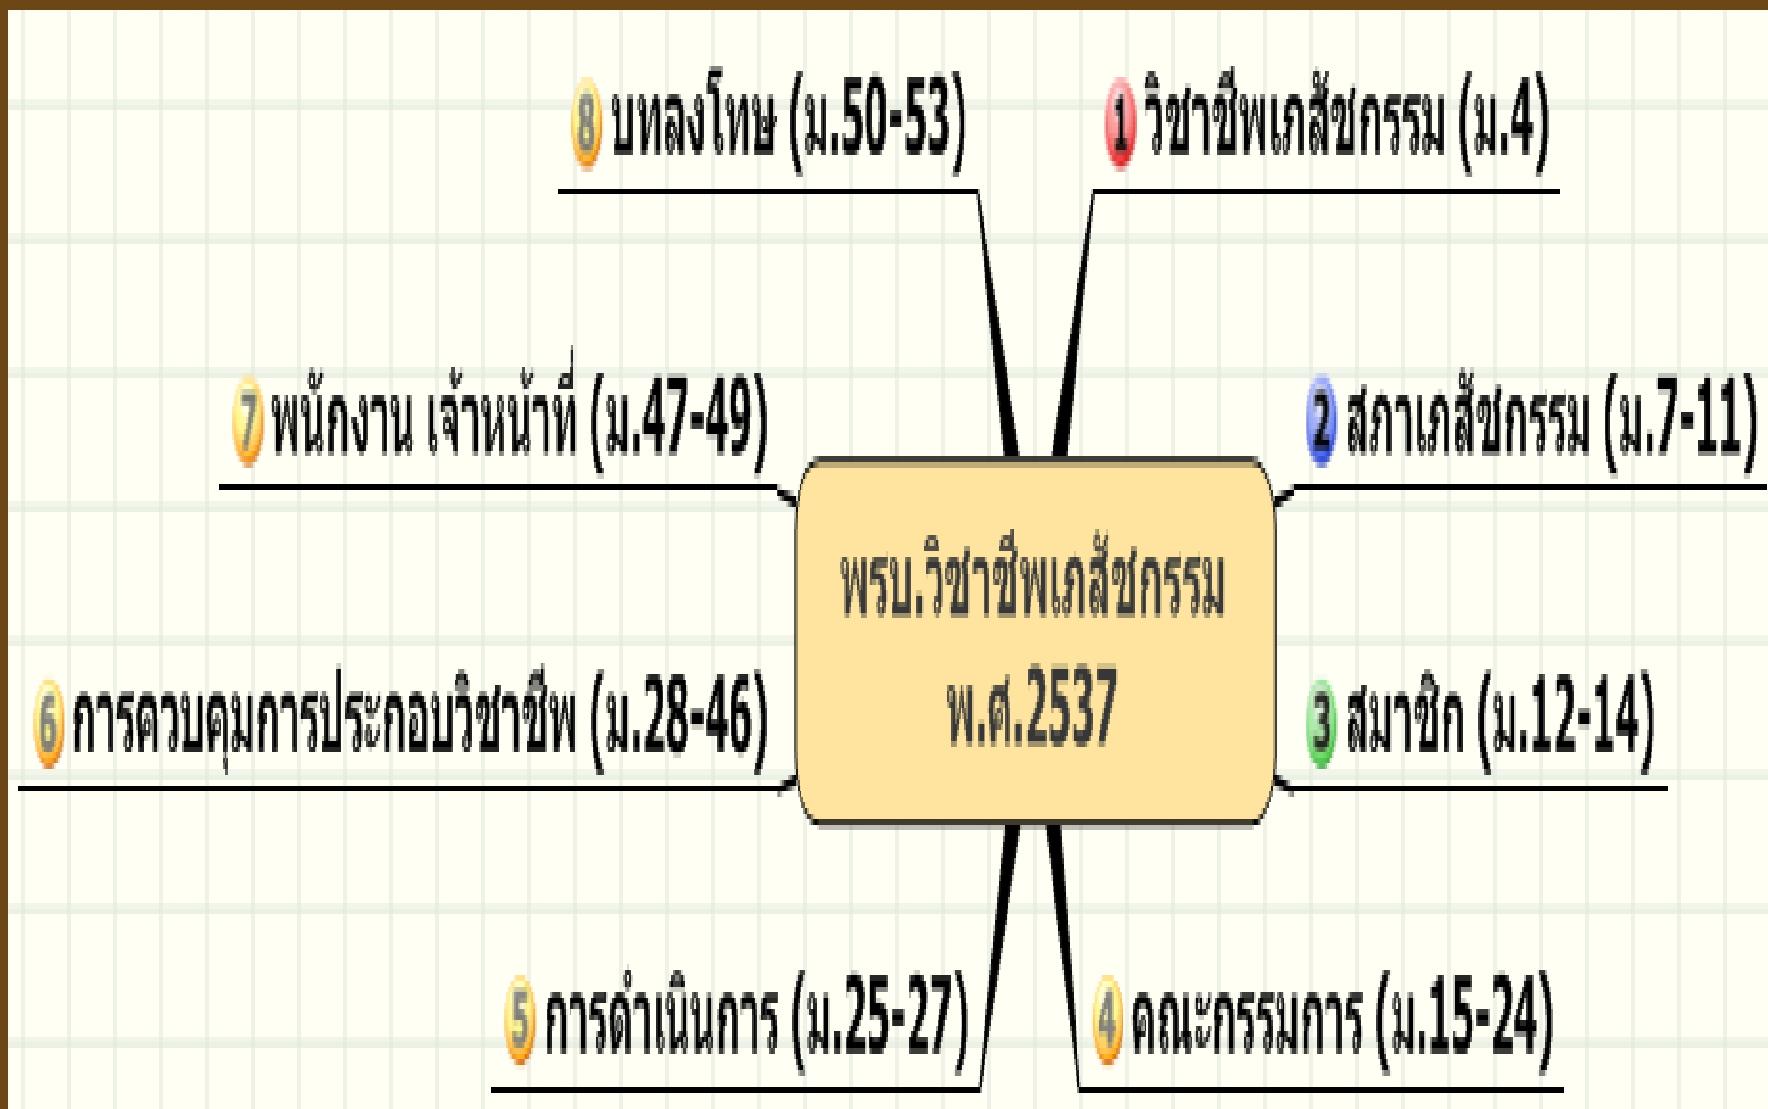 8 บทลงโทษ (ม.50-53)
1 วิชาชีพเภสัชกรรม (ม.4)
7 พนักงาน เจ้าหน้าที่ (ม.47-49)
2 สภาเภสัชกรรม (ม.7-11)
พรบ.วิชาชีพเภสัชกรรม
พ.ศ.2537
6 การควบคุมการประกอบวิชาชีพ (ม.28-46)
3 สมาชิก (ม.12-14)
5 การดำเนินการ (ม.25-27)
4 คณะกรรมการ (ม.15-24)